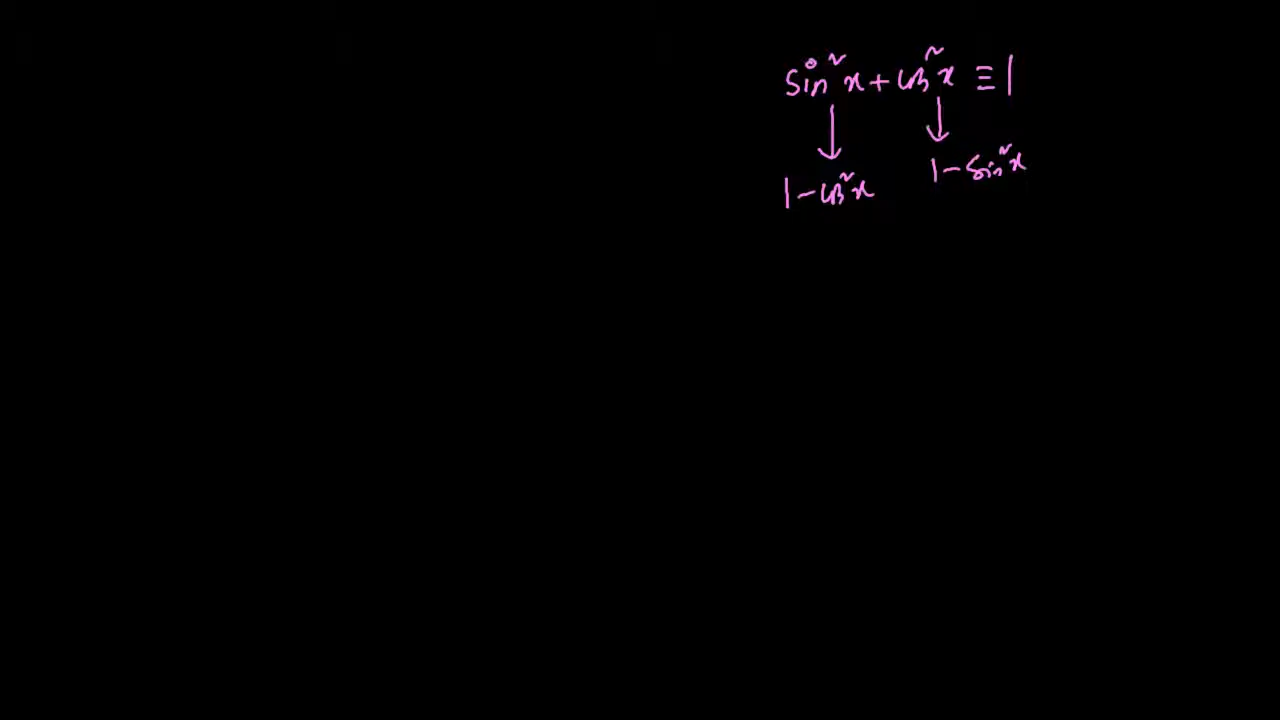 sin²x + cos²x ≡ 1
1 - cos²x
1 - sin²x